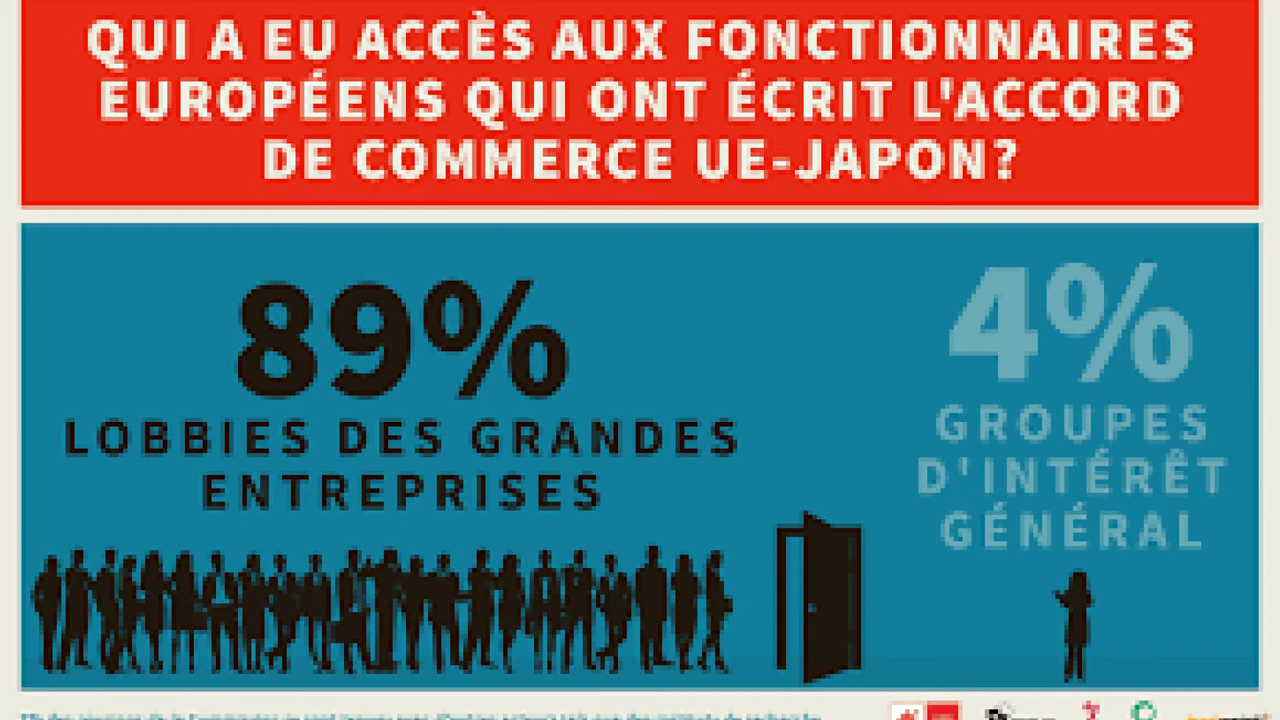 QUI A EU ACCÈS AUX FONCTIONNAIRES
EUROPÉENS QUI ONT ÉCRIT L'ACCORD
DE COMMERCE UE-JAPON?
89%
LOBBIES DES GRANDES
ENTREPRISES
4%
GROUPES
D'INTÉRÊT
GÉNÉRAL